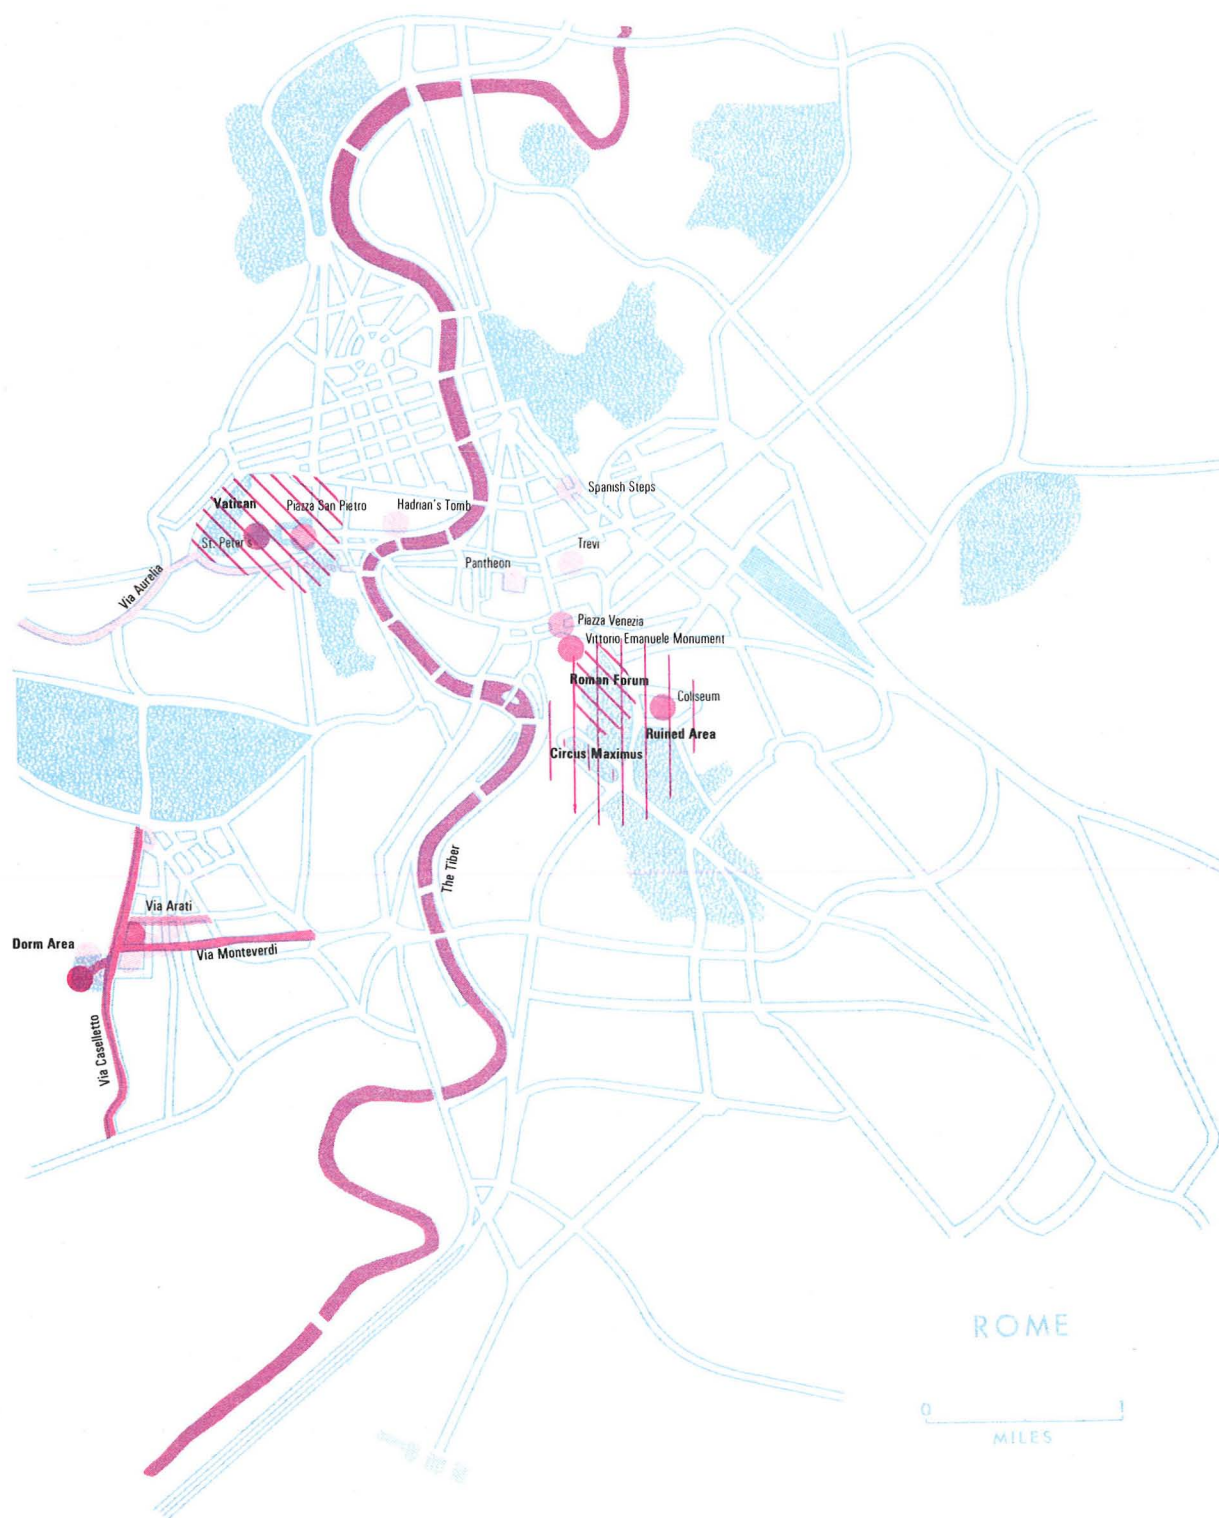 Spanish Steps
Vatican
Piazza San Pietro
Hadrian's Tomb
St. Peter's
Trevi
Pantheon
Via Aurelia
Piazza Venezia
Vittorio Emanuele Monument
Roman Forum
Coliseum
Ruined Area
Circus Maximus
The Tiber
Via Arati
Dorm Area
Via Monteverdi
Via Caselletto
ROME
0 1
MILES